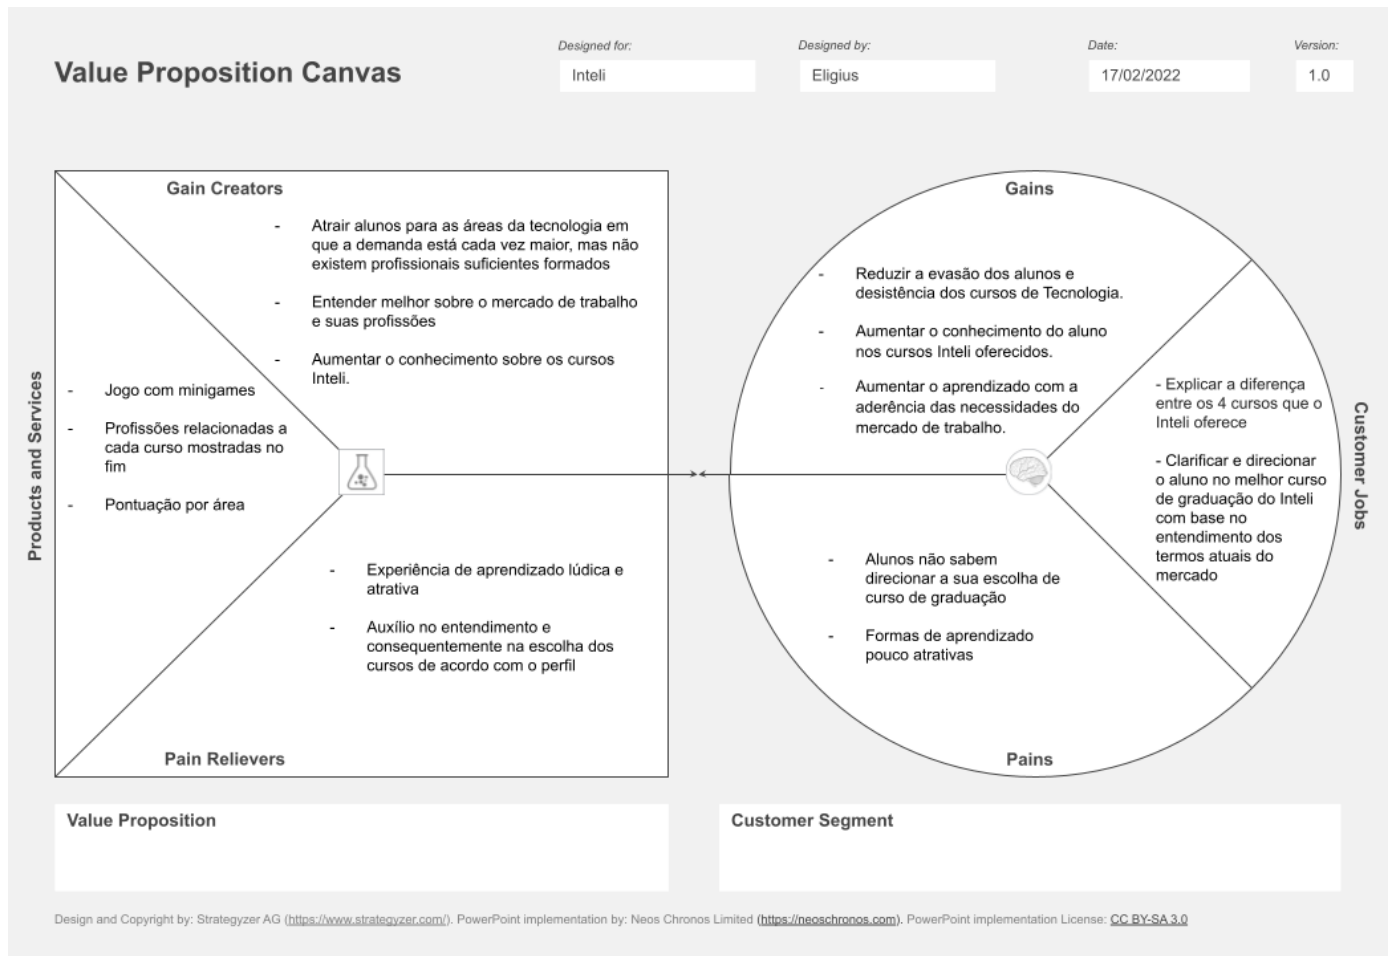 Value Proposition Canvas
Designed for:
Inteli
Designed by:
Eligius
Date:
17/02/2022
Version:
1.0
Gain Creators
- Atrair alunos para as áreas da tecnologia em
que a demanda está cada vez maior, mas não
existem profissionais suficientes formados
- Entender melhor sobre o mercado de trabalho
e suas profissões
- Aumentar o conhecimento sobre os cursos
Inteli.
Products and Services
- Jogo com minigames
- Profissões relacionadas a
cada curso mostradas no
fim
- Pontuação por área
- Experiência de aprendizado lúdica e
atrativa
- Auxílio no entendimento e
consequentemente na escolha dos
cursos de acordo com o perfil
Pain Relievers
Gains
- Reduzir a evasão dos alunos e
desistência dos cursos de Tecnologia.
- Aumentar o conhecimento do aluno
nos cursos Inteli oferecidos.
- Aumentar o aprendizado com a
aderência das necessidades do
mercado de trabalho.
- Explicar a diferença
entre os 4 cursos que o
Inteli oferece
- Clarificar e direcionar
o aluno no melhor curso
de graduação do Inteli
com base no
entendimento dos
termos atuais do
mercado
Customer Jobs
- Alunos não sabem
direcionar a sua escolha de
curso de graduação
- Formas de aprendizado
pouco atrativas
Pains
Value Proposition
Customer Segment
Design and Copyright by: Strategyzer AG (https://www.strategyzer.com/). PowerPoint implementation by: Neos Chronos Limited (https://neoschronos.com). PowerPoint implementation License: CC BY-SA 3.0